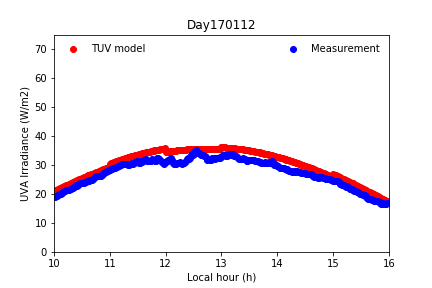 Day170112
TUV model
Measurement
70
60
50
40
30
20
10
0
UVA Irradiance (W/m2)
10 11 12 13 14 15 16
Local hour (h)